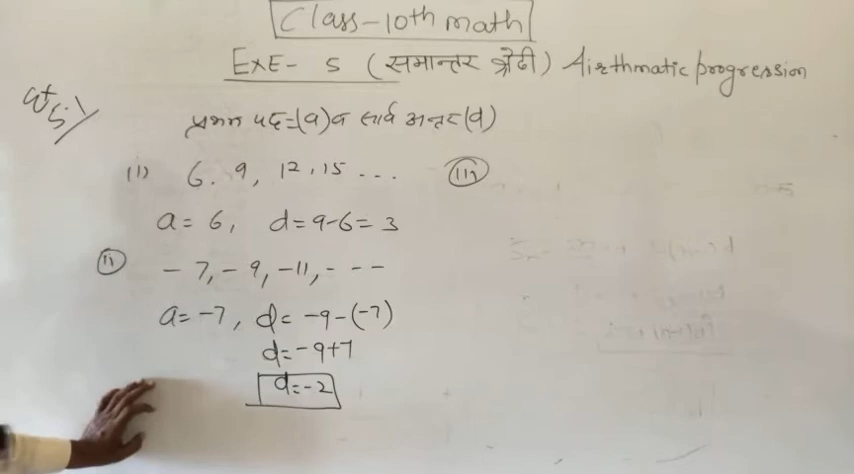 Class-10th math
EXE- 5 (समान्तर श्रेढी) Airthmatic progression
प्रथम पद=(a)व सार्व अन्तर(d)
(i) 6. 9, 12, 15 ... (iii)
a = 6, d = 9-6 = 3
(ii) - 7, - 9, -11, - - -
a = -7, d = -9-(-7)
d = -9+7
d = -2